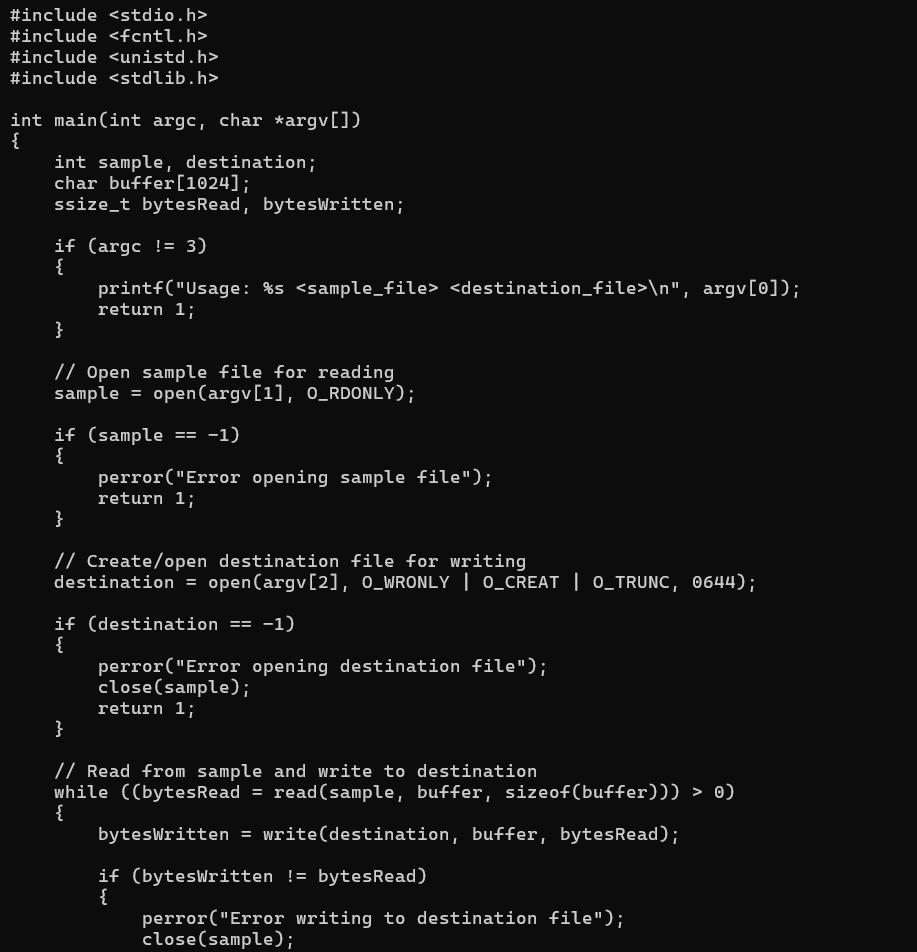 #include <stdio.h>
#include <fcntl.h>
#include <unistd.h>
#include <stdlib.h>

int main(int argc, char *argv[])
{
    int sample, destination;
    char buffer[1024];
    ssize_t bytesRead, bytesWritten;

    if (argc != 3)
    {
        printf("Usage: %s <sample_file> <destination_file>\n", argv[0]);
        return 1;
    }

    // Open sample file for reading
    sample = open(argv[1], O_RDONLY);

    if (sample == -1)
    {
        perror("Error opening sample file");
        return 1;
    }

    // Create/open destination file for writing
    destination = open(argv[2], O_WRONLY | O_CREAT | O_TRUNC, 0644);

    if (destination == -1)
    {
        perror("Error opening destination file");
        close(sample);
        return 1;
    }

    // Read from sample and write to destination
    while ((bytesRead = read(sample, buffer, sizeof(buffer))) > 0)
    {
        bytesWritten = write(destination, buffer, bytesRead);

        if (bytesWritten != bytesRead)
        {
            perror("Error writing to destination file");
            close(sample);